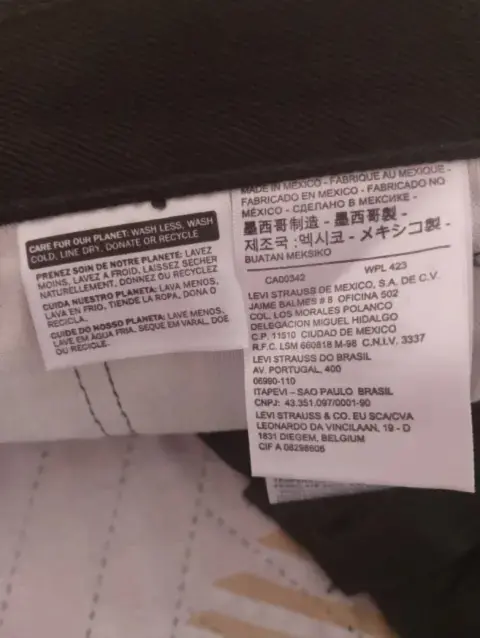 CARE FOR OUR PLANET: WASH LESS, WASH
COLD, LINE DRY, DONATE OR RECYCLE
PRENEZ SOIN DE NOTRE PLANETE: LAVEZ
MOINS, LAVEZ A FROID, LAISSEZ SECHER
NATURELLEMENT, DONNEZ OU RECYCLEZ
CUIDA NUESTRO PLANETA: LAVA MENOS,
LAVA EN FRIO, TIENDE LA ROPA, DONA O
RECICLA.
CUIDE DO NOSSO PLANETA: LAVE MENOS,
LAVE EM AGUA FRIA, SEQUE EM VARAL, DOE
OU RECICLE.
MADE IN MEXICO - FABRIQUE AU MEXIQUE -
FABRICADO EN MEXICO - FABRICADO NO
MÉXICO - СДЕЛАНО В МЕКСИКЕ -
墨西哥制造 - 墨西哥製 -
제조국 :멕시코 - メキシコ製 -
BUATAN MEKSIKO
CA00342 WPL 423
LEVI STRAUSS DE MEXICO, S.A. DE C.V.
JAIME BALMES # 8 OFICINA 502
COL. LOS MORALES POLANCO
DELEGACION MIGUEL HIDALGO
C.P. 11510 CIUDAD DE MEXICO
R.F.C. LSM 660818 M-98 C.N.I.V. 3337
LEVI STRAUSS DO BRASIL
AV. PORTUGAL, 400
06990-110
ITAPEVI – SAO PAULO BRASIL
CNPJ: 43.351.097/0001-90
LEVI STRAUSS & CO. EU SCA/CVA
LEONARDO DA VINCILAAN, 19 - D
1831 DIEGEM, BELGIUM
CIF A 08298606